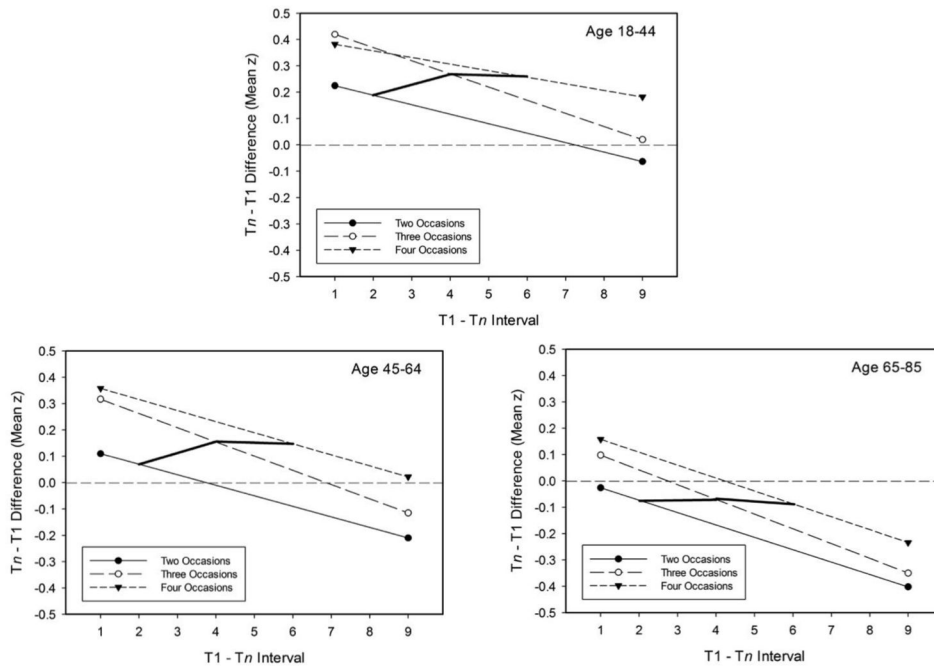 Age 18-44
Tn - T1 Difference (Mean z)
0.5
0.4
0.3
0.2
0.1
0.0
-0.1
-0.2
-0.3
-0.4
-0.5
Two Occasions
Three Occasions
Four Occasions
1 2 3 4 5 6 7 8 9
T1 - Tn Interval
Age 45-64
Tn - T1 Difference (Mean z)
0.5
0.4
0.3
0.2
0.1
0.0
-0.1
-0.2
-0.3
-0.4
-0.5
Two Occasions
Three Occasions
Four Occasions
1 2 3 4 5 6 7 8 9
T1 - Tn Interval
Age 65-85
Tn - T1 Difference (Mean z)
0.5
0.4
0.3
0.2
0.1
0.0
-0.1
-0.2
-0.3
-0.4
-0.5
Two Occasions
Three Occasions
Four Occasions
1 2 3 4 5 6 7 8 9
T1 - Tn Interval